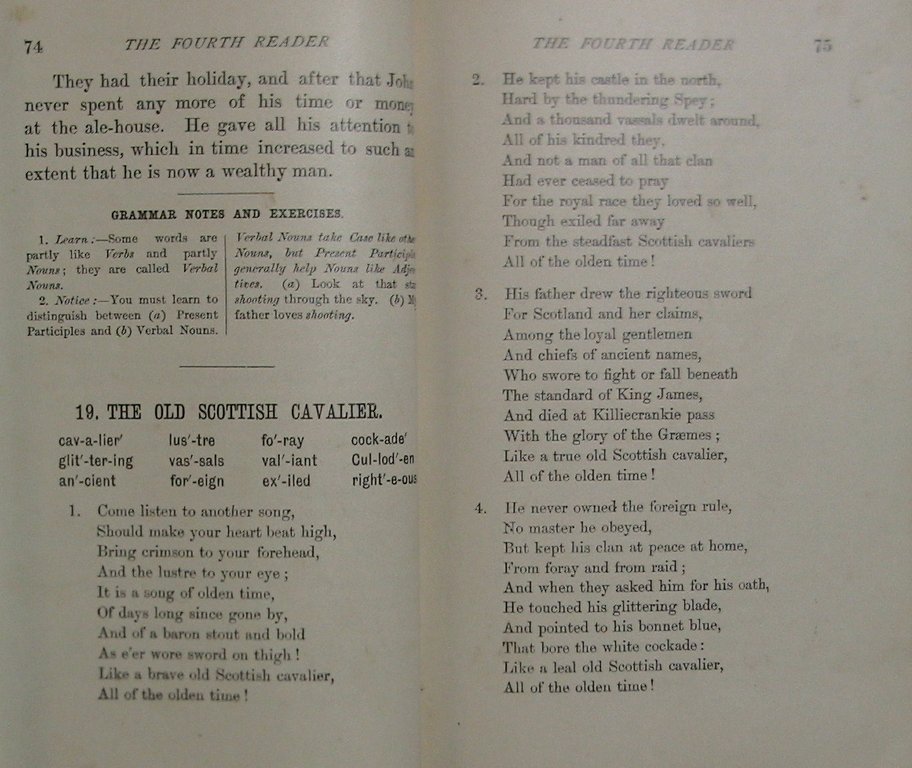 74 THE FOURTH READER
They had their holiday, and after that John
never spent any more of his time or money
at the ale-house. He gave all his attention t
his business, which in time increased to such an
extent that he is now a wealthy man.
GRAMMAR NOTES AND EXERCISES.
1. Learn:—Some words are
partly like Verbs and partly
Nouns; they are called Verbal
Nouns.
2. Notice:—You must learn to
distinguish between (a) Present
Participles and (b) Verbal Nouns.
Verbal Nouns take Case like othe
Nouns, but Present Participle
generally help Nouns like Adjec
tives. (a) Look at that sta
shooting through the sky. (b) M
father loves shooting.
19. THE OLD SCOTTISH CAVALIER.
cav-a-lier′ lus′-tre fo′-ray cock-ade′
glit′-ter-ing vas′-sals val′-iant Cul-lod′-en
an′-cient for′-eign ex′-iled right′-e-ous
1. Come listen to another song,
Should make your heart beat high,
Bring crimson to your forehead,
And the lustre to your eye;
It is a song of olden time,
Of days long since gone by,
And of a baron stout and bold
As e'er wore sword on thigh!
Like a brave old Scottish cavalier,
All of the olden time!
THE FOURTH READER 75
2. He kept his castle in the north,
Hard by the thundering Spey;
And a thousand vassals dwelt around,
All of his kindred they.
And not a man of all that clan
Had ever ceased to pray
For the royal race they loved so well,
Though exiled far away
From the steadfast Scottish cavaliers
All of the olden time!
3. His father drew the righteous sword
For Scotland and her claims,
Among the loyal gentlemen
And chiefs of ancient names,
Who swore to fight or fall beneath
The standard of King James,
And died at Killiecrankie pass
With the glory of the Græmes;
Like a true old Scottish cavalier,
All of the olden time!
4. He never owned the foreign rule,
No master he obeyed,
But kept his clan at peace at home,
From foray and from raid;
And when they asked him for his oath,
He touched his glittering blade,
And pointed to his bonnet blue,
That bore the white cockade:
Like a leal old Scottish cavalier,
All of the olden time!